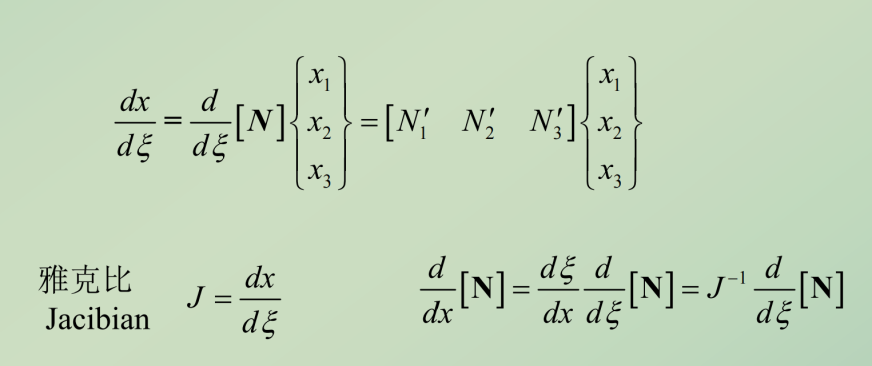 dx/dξ = d/dξ [N] {x₁ x₂ x₃} = [N₁′ N₂′ N₃′] {x₁ x₂ x₃}
雅克比
Jacibian
J = dx/dξ
d/dx [N] = dξ/dx d/dξ [N] = J⁻¹ d/dξ [N]